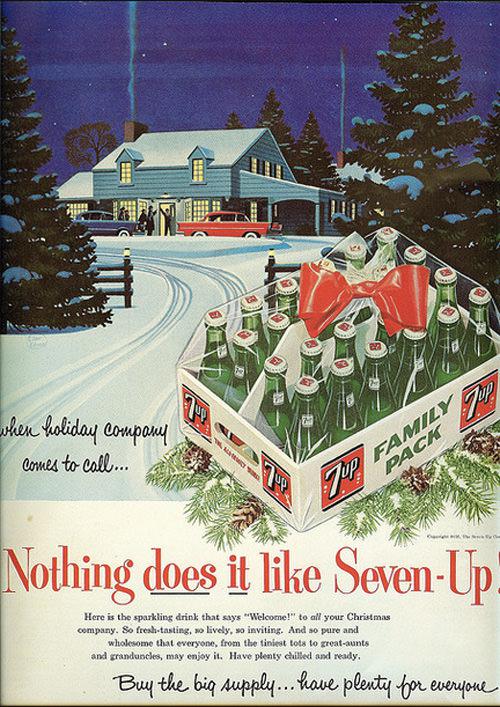 when holiday company
comes to call...
7up
7up
7up
7up
FAMILY
PACK
Nothing does it like Seven-Up!
Here is the sparkling drink that says "Welcome!" to all your Christmas
company. So fresh-tasting, so lively, so inviting. And so pure and
wholesome that everyone, from the tiniest tots to great-aunts
and granduncles, may enjoy it. Have plenty chilled and ready.
Buy the big supply...have plenty for everyone